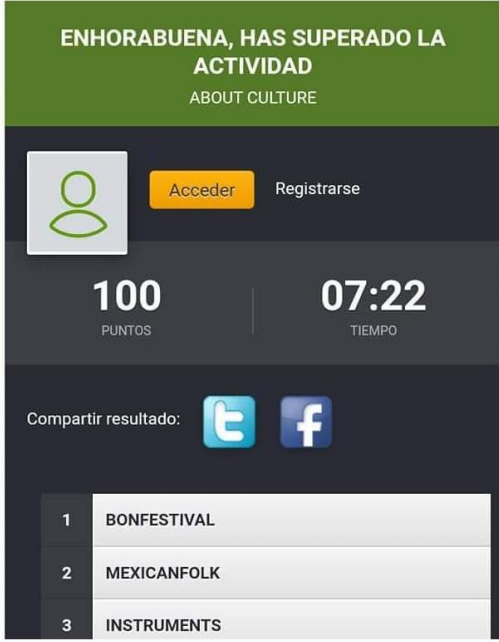 ENHORABUENA, HAS SUPERADO LA
ACTIVIDAD
ABOUT CULTURE
Acceder Registrarse
100 07:22
PUNTOS TIEMPO
Compartir resultado:
1 BONFESTIVAL
2 MEXICANFOLK
3 INSTRUMENTS